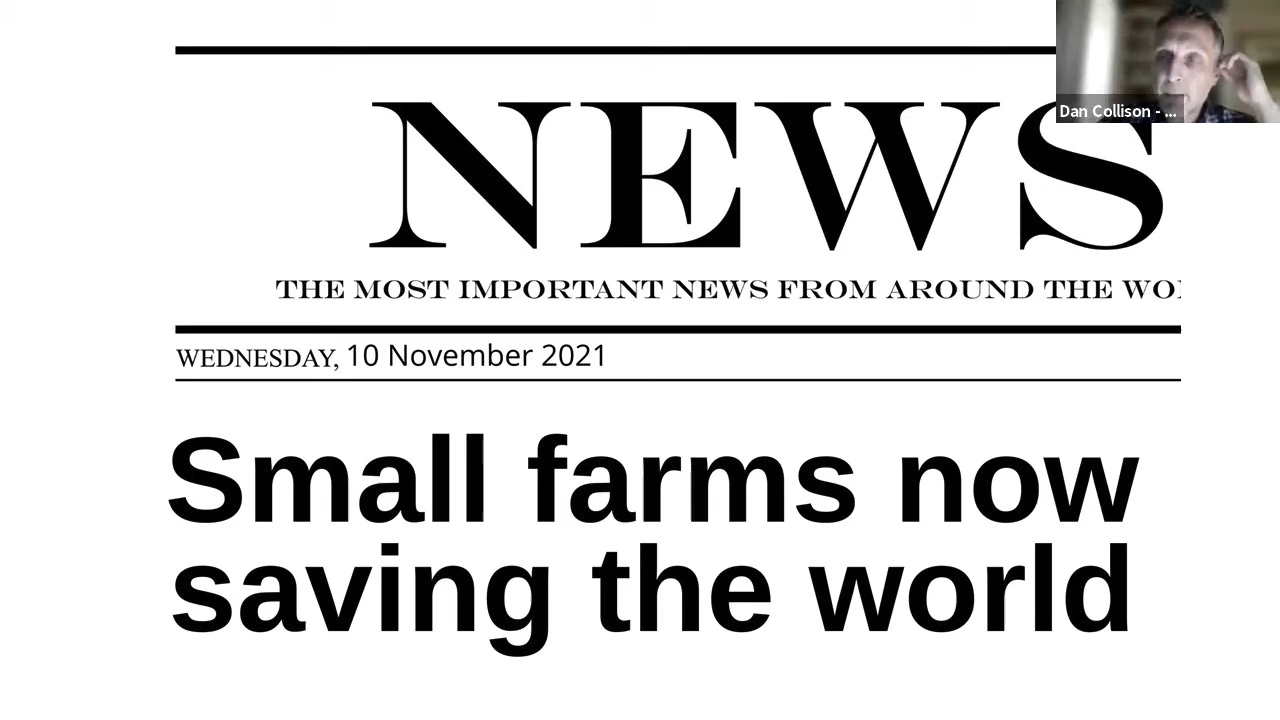 Dan Collison - ...
NEWS
THE MOST IMPORTANT NEWS FROM AROUND THE
WEDNESDAY, 10 November 2021
Small farms now
saving the world